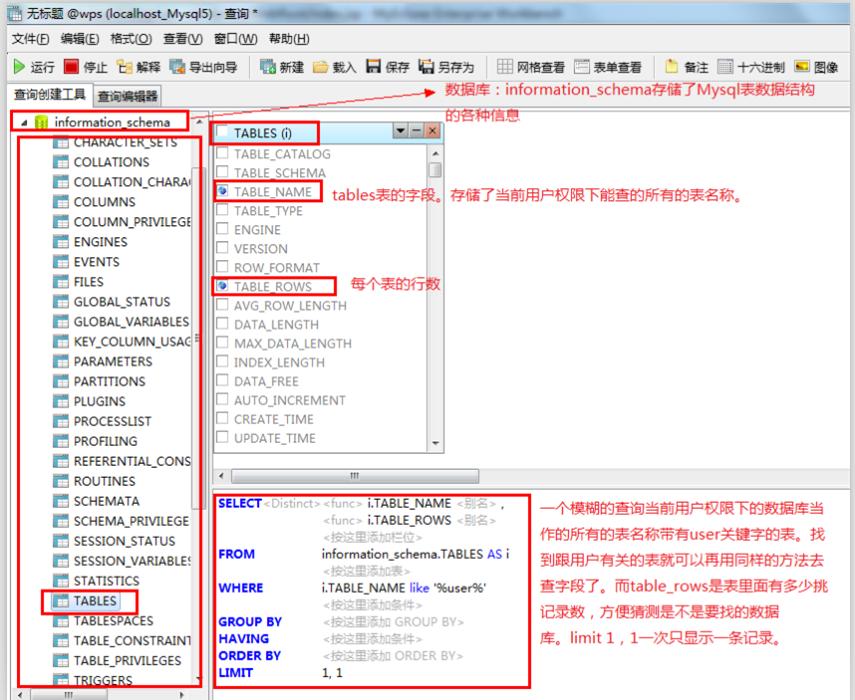 无标题 @wps (localhost_Mysql5) - 查询 *
文件(F) 编辑(E) 格式(O) 查看(V) 窗口(W) 帮助(H)
运行 停止 解释 导出向导 新建 载入 保存 另存为 网格查看 表单查看 备注 十六进制 图像
查询创建工具 查询编辑器
数据库：information_schema存储了Mysql表数据结构
的各种信息
information_schema
CHARACTER_SETS
COLLATIONS
COLLATION_CHARA
COLUMNS
COLUMN_PRIVILEGE
ENGINES
EVENTS
FILES
GLOBAL_STATUS
GLOBAL_VARIABLES
KEY_COLUMN_USAG
PARAMETERS
PARTITIONS
PLUGINS
PROCESSLIST
PROFILING
REFERENTIAL_CONS
ROUTINES
SCHEMATA
SCHEMA_PRIVILEGE
SESSION_STATUS
SESSION_VARIABLES
STATISTICS
TABLES
TABLESPACES
TABLE_CONSTRAINT
TABLE_PRIVILEGES
TRIGGERS
TABLES (i)
TABLE_CATALOG
TABLE_SCHEMA
TABLE_NAME
TABLE_TYPE
ENGINE
VERSION
ROW_FORMAT
TABLE_ROWS
AVG_ROW_LENGTH
DATA_LENGTH
MAX_DATA_LENGTH
INDEX_LENGTH
DATA_FREE
AUTO_INCREMENT
CREATE_TIME
UPDATE_TIME
tables表的字段。存储了当前用户权限下能查的所有的表名称。
每个表的行数
SELECT <Distinct> <func> i.TABLE_NAME <别名> ,
<func> i.TABLE_ROWS <别名>
<按这里添加栏位>
FROM information_schema.TABLES AS i
<按这里添加表>
WHERE i.TABLE_NAME like '%user%'
<按这里添加条件>
GROUP BY <按这里添加 GROUP BY>
HAVING <按这里添加条件>
ORDER BY <按这里添加 ORDER BY>
LIMIT 1, 1
一个模糊的查询当前用户权限下的数据库当
作的所有的表名称带有user关键字的表。找
到跟用户有关的表就可以再用同样的方法去
查字段了。而table_rows是表里面有多少挑
记录数，方便猜测是不是要找的数据
库。limit 1，1一次只显示一条记录。